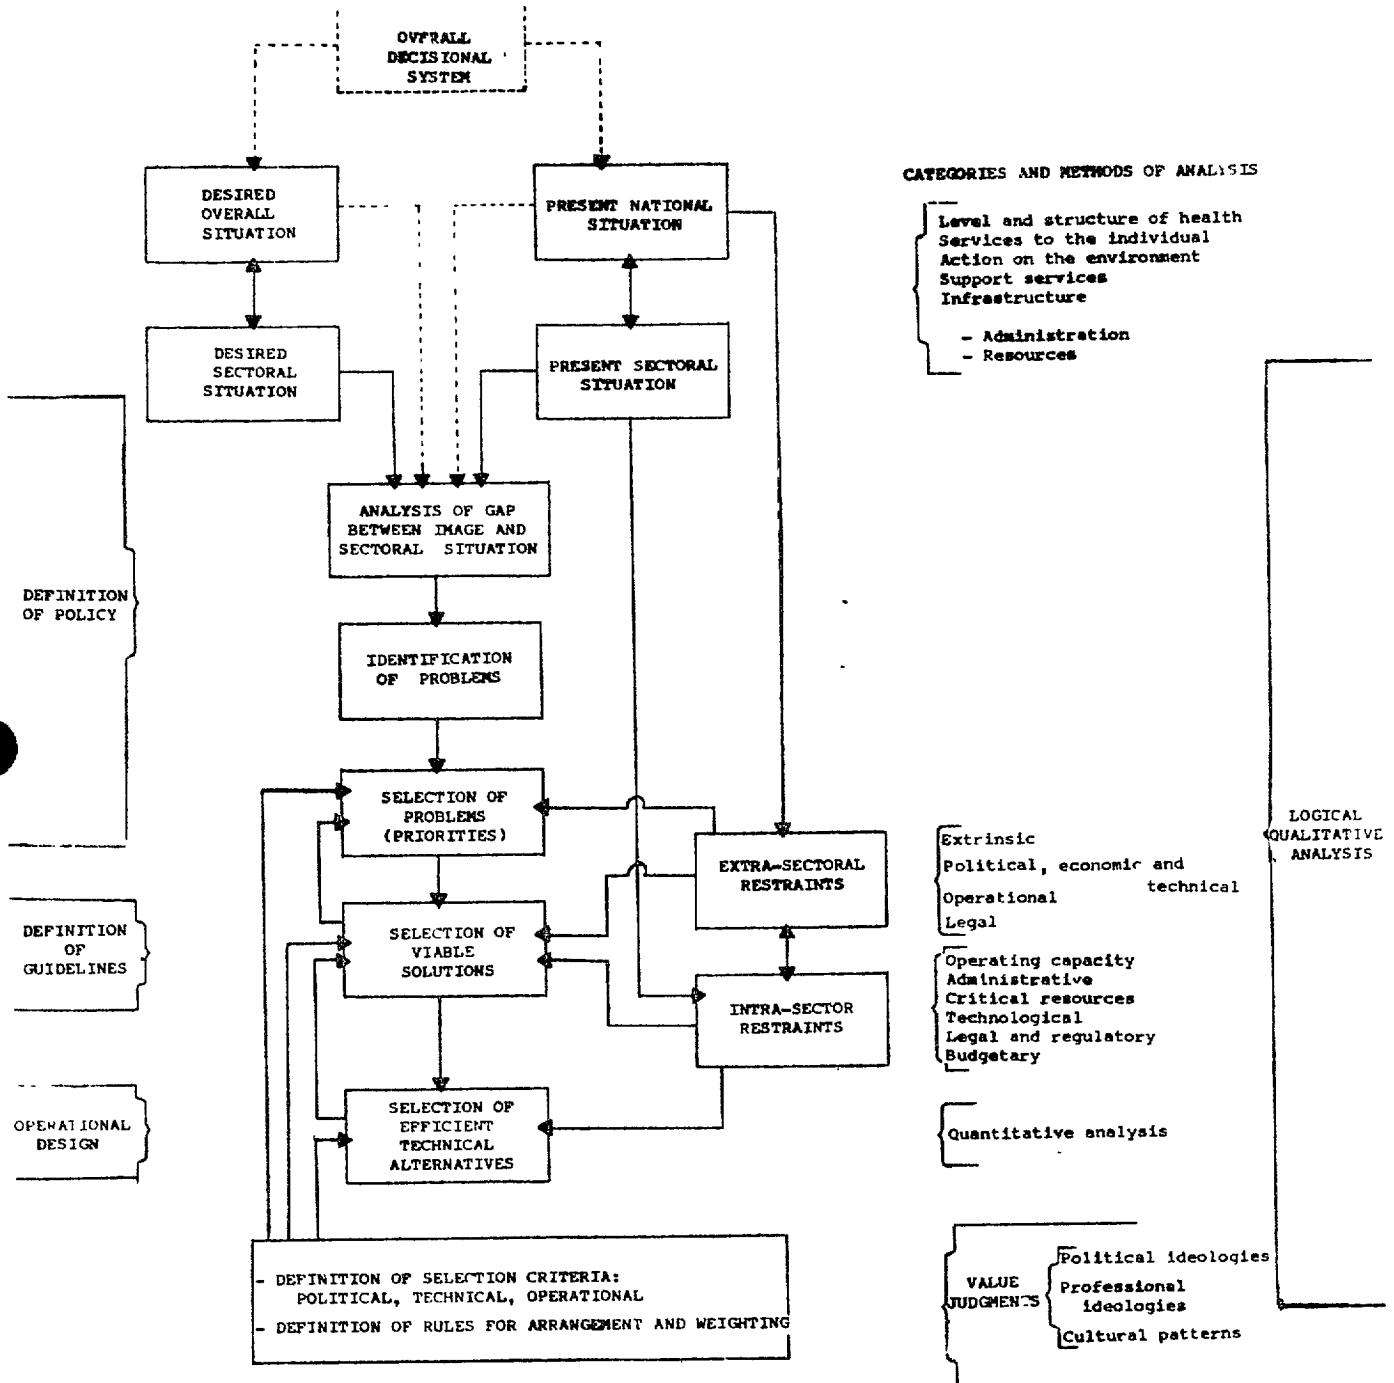 OVERALL
DECISIONAL
SYSTEM
DESIRED
OVERALL
SITUATION
PRESENT NATIONAL
SITUATION
CATEGORIES AND METHODS OF ANALYSIS
Level and structure of health
Services to the individual
Action on the environment
Support services
Infrastructure
- Administration
- Resources
DESIRED
SECTORAL
SITUATION
PRESENT SECTORAL
SITUATION
ANALYSIS OF GAP
BETWEEN IMAGE AND
SECTORAL SITUATION
DEFINITION
OF POLICY
IDENTIFICATION
OF PROBLEMS
SELECTION OF
PROBLEMS
(PRIORITIES)
EXTRA-SECTORAL
RESTRAINTS
Extrinsic
Political, economic and
technical
Operational
Legal
LOGICAL
QUALITATIVE
ANALYSIS
DEFINITION
OF
GUIDELINES
SELECTION OF
VIABLE
SOLUTIONS
INTRA-SECTOR
RESTRAINTS
Operating capacity
Administrative
Critical resources
Technological
Legal and regulatory
Budgetary
OPERATIONAL
DESIGN
SELECTION OF
EFFICIENT
TECHNICAL
ALTERNATIVES
Quantitative analysis
- DEFINITION OF SELECTION CRITERIA:
POLITICAL, TECHNICAL, OPERATIONAL
- DEFINITION OF RULES FOR ARRANGEMENT AND WEIGHTING
VALUE
JUDGMENTS
Political ideologies
Professional
ideologies
Cultural patterns